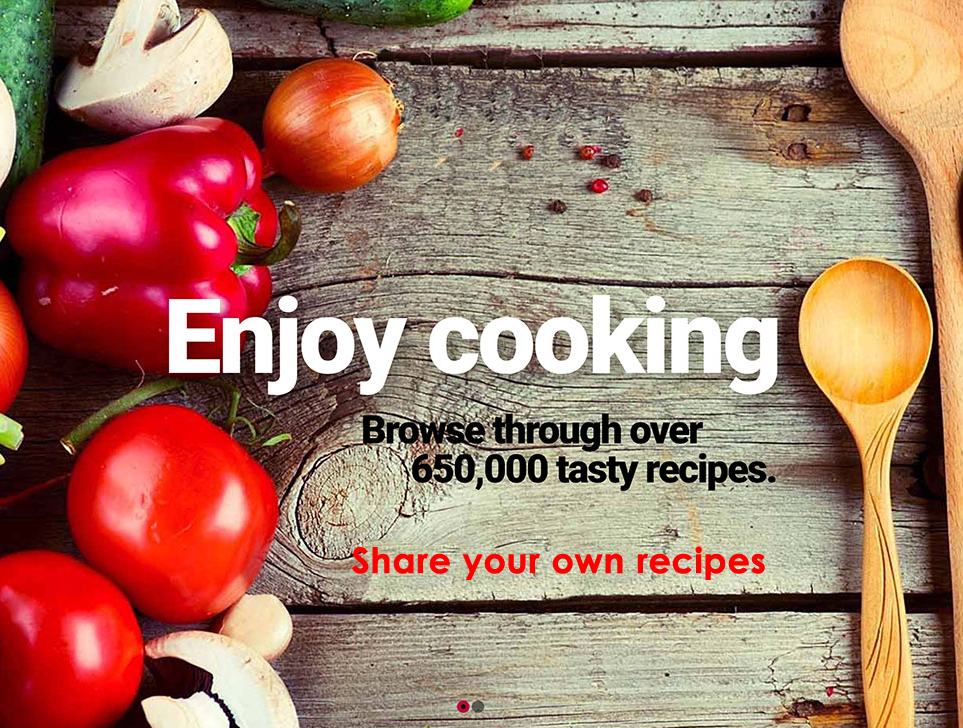 Enjoy cooking
Browse through over
650,000 tasty recipes.
Share your own recipes